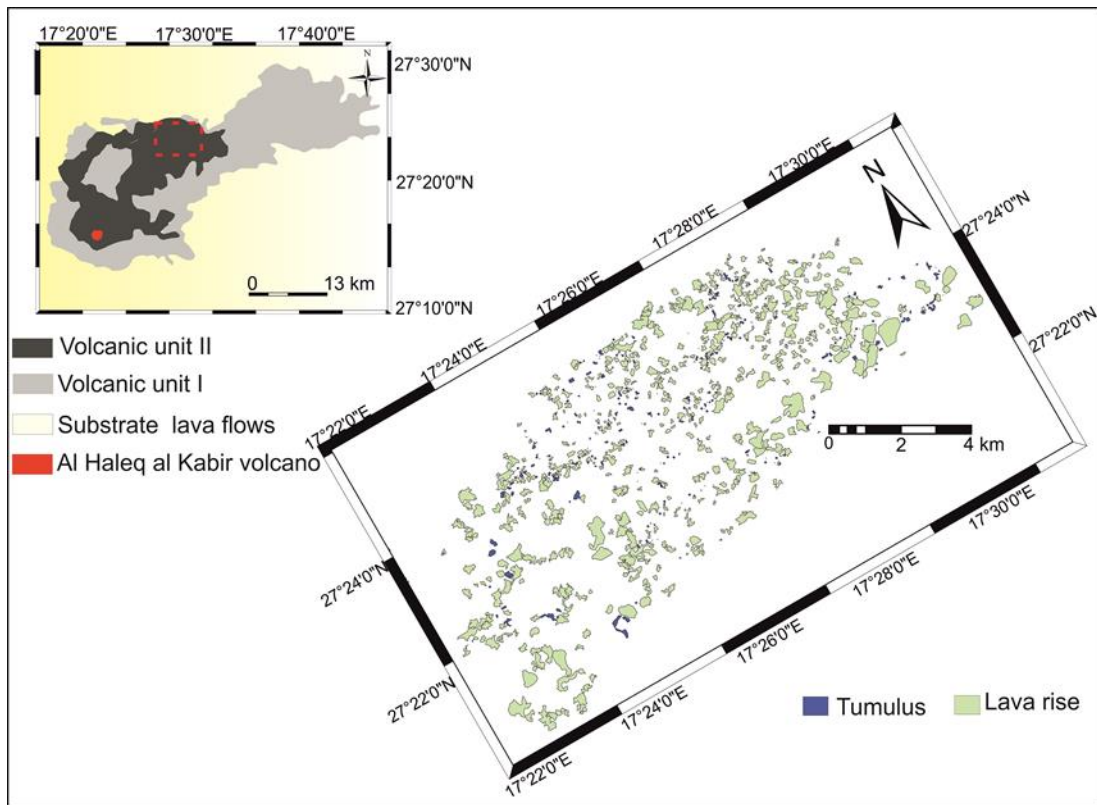 17°20'0"E 17°30'0"E 17°40'0"E
N
27°30'0"N
27°20'0"N
27°10'0"N
0 13 km
Volcanic unit II
Volcanic unit I
Substrate lava flows
Al Haleq al Kabir volcano
17°22'0"E
17°24'0"E
17°26'0"E
17°28'0"E
17°30'0"E
N
27°24'0"N
27°22'0"N
0 2 4 km
27°24'0"N
27°22'0"N
17°22'0"E
17°24'0"E
17°26'0"E
17°28'0"E
17°30'0"E
Tumulus Lava rise